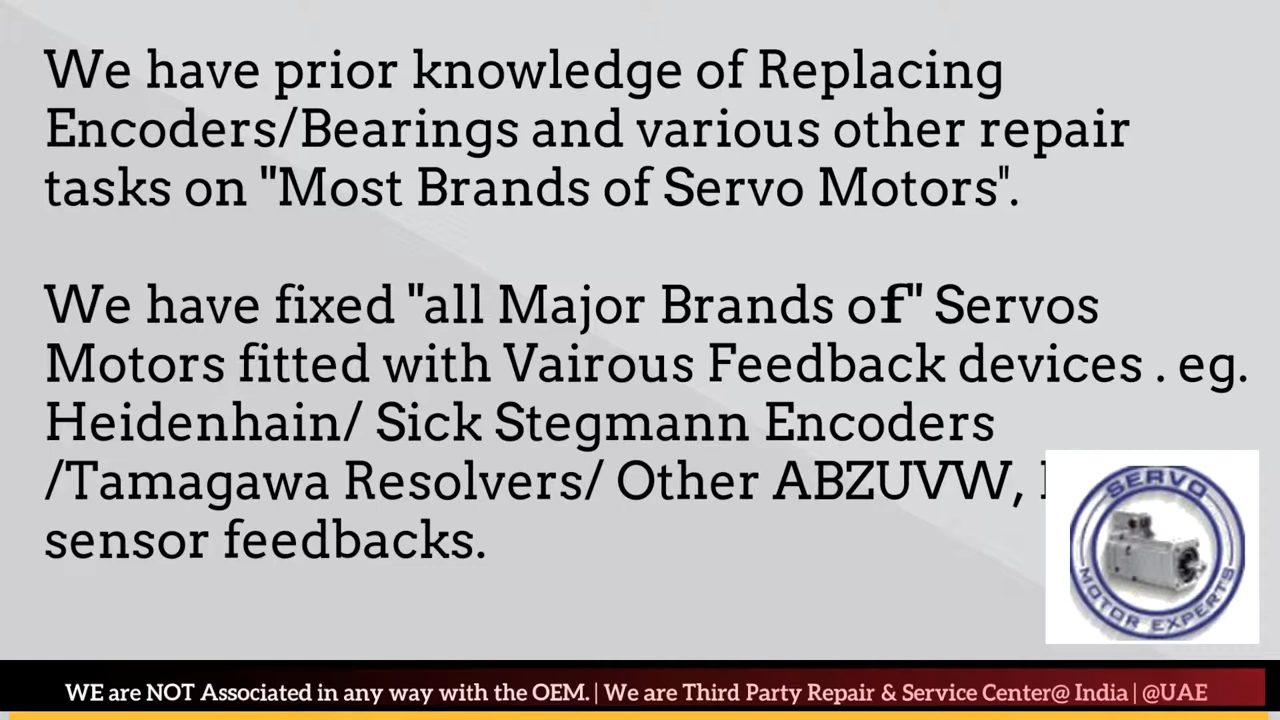 We have prior knowledge of Replacing
Encoders/Bearings and various other repair
tasks on "Most Brands of Servo Motors".
We have fixed "all Major Brands of" Servos
Motors fitted with Vairous Feedback devices . eg.
Heidenhain/ Sick Stegmann Encoders
/Tamagawa Resolvers/ Other ABZUVW,
sensor feedbacks.
SERVO
MOTOR EXPERTS
WE are NOT Associated in any way with the OEM. | We are Third Party Repair & Service Center@ India | @UAE